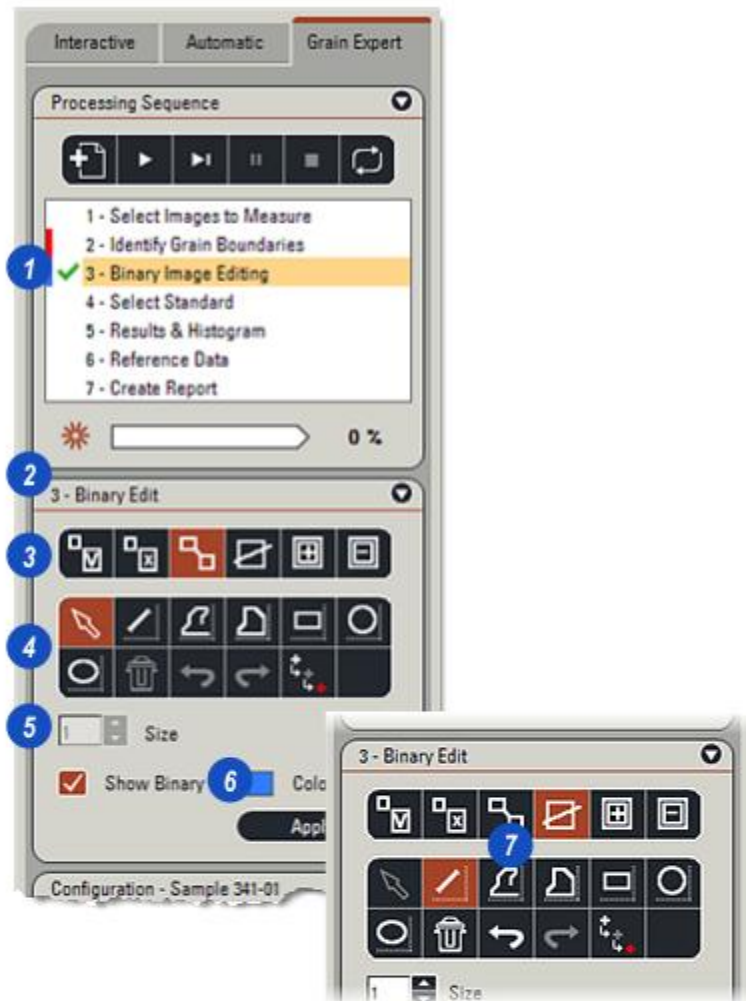 Interactive Automatic Grain Expert
Processing Sequence
1 - Select Images to Measure
2 - Identify Grain Boundaries
1
3 - Binary Image Editing
4 - Select Standard
5 - Results & Histogram
6 - Reference Data
7 - Create Report
0 %
2
3 - Binary Edit
3
4
5
1 Size
Show Binary 6 Colo
Appl
Configuration - Sample 341-01
3 - Binary Edit
7
1 Size